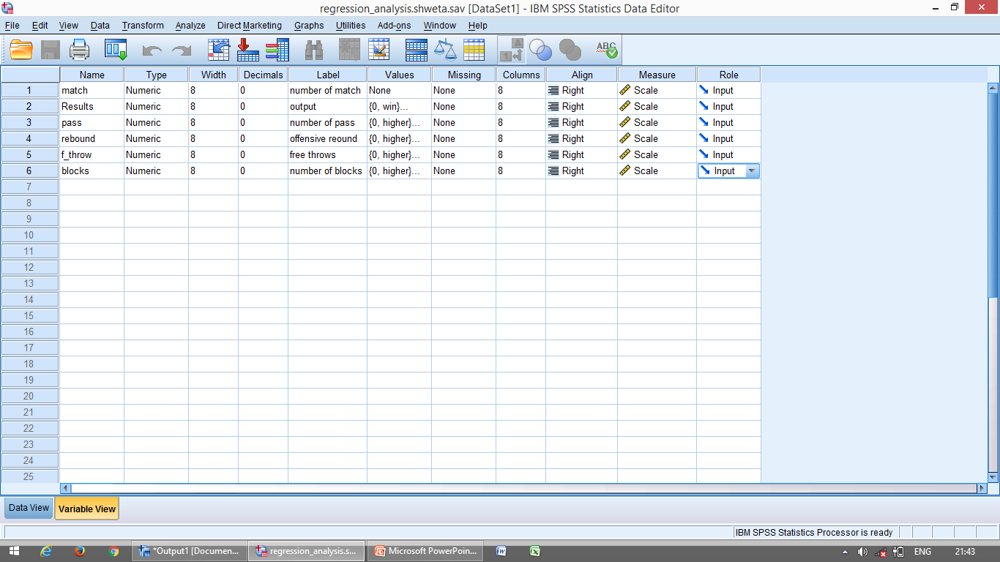 regression_analysis.shweta.sav [DataSet1] - IBM SPSS Statistics Data Editor
File Edit View Data Transform Analyze Direct Marketing Graphs Utilities Add-ons Window Help
Name Type Width Decimals Label Values Missing Columns Align Measure Role
1 match Numeric 8 0 number of match None None 8 Right Scale Input
2 Results Numeric 8 0 output {0, win}... None 8 Right Scale Input
3 pass Numeric 8 0 number of pass {0, higher}... None 8 Right Scale Input
4 rebound Numeric 8 0 offensive reound {0, higher}... None 8 Right Scale Input
5 f_throw Numeric 8 0 free throws {0, higher}... None 8 Right Scale Input
6 blocks Numeric 8 0 number of blocks {0, higher}... None 8 Right Scale Input
7
8
9
10
11
12
13
14
15
16
17
18
19
20
21
22
23
24
25
Data View Variable View
IBM SPSS Statistics Processor is ready
*Output1 [Documen... regression_analysis.s... Microsoft PowerPoin... ENG 21:43